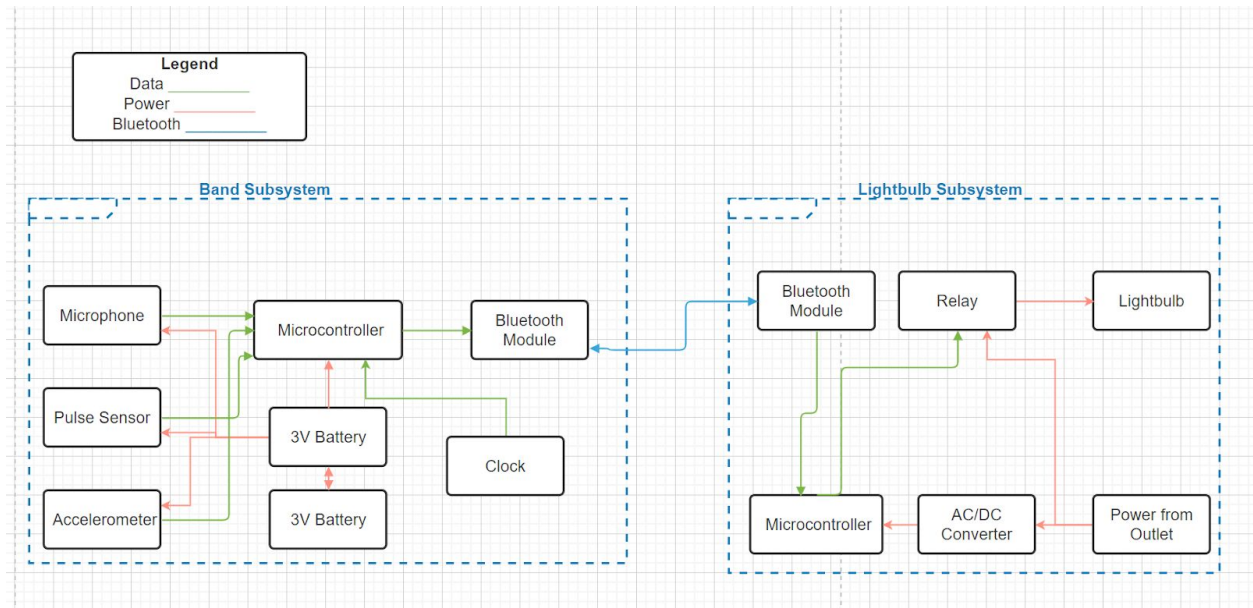 Legend
Data
Power
Bluetooth
Band Subsystem
Lightbulb Subsystem
Microphone
Microcontroller
Bluetooth
Module
Pulse Sensor
3V Battery
Clock
Accelerometer
3V Battery
Bluetooth
Module
Relay
Lightbulb
Microcontroller
AC/DC
Converter
Power from
Outlet